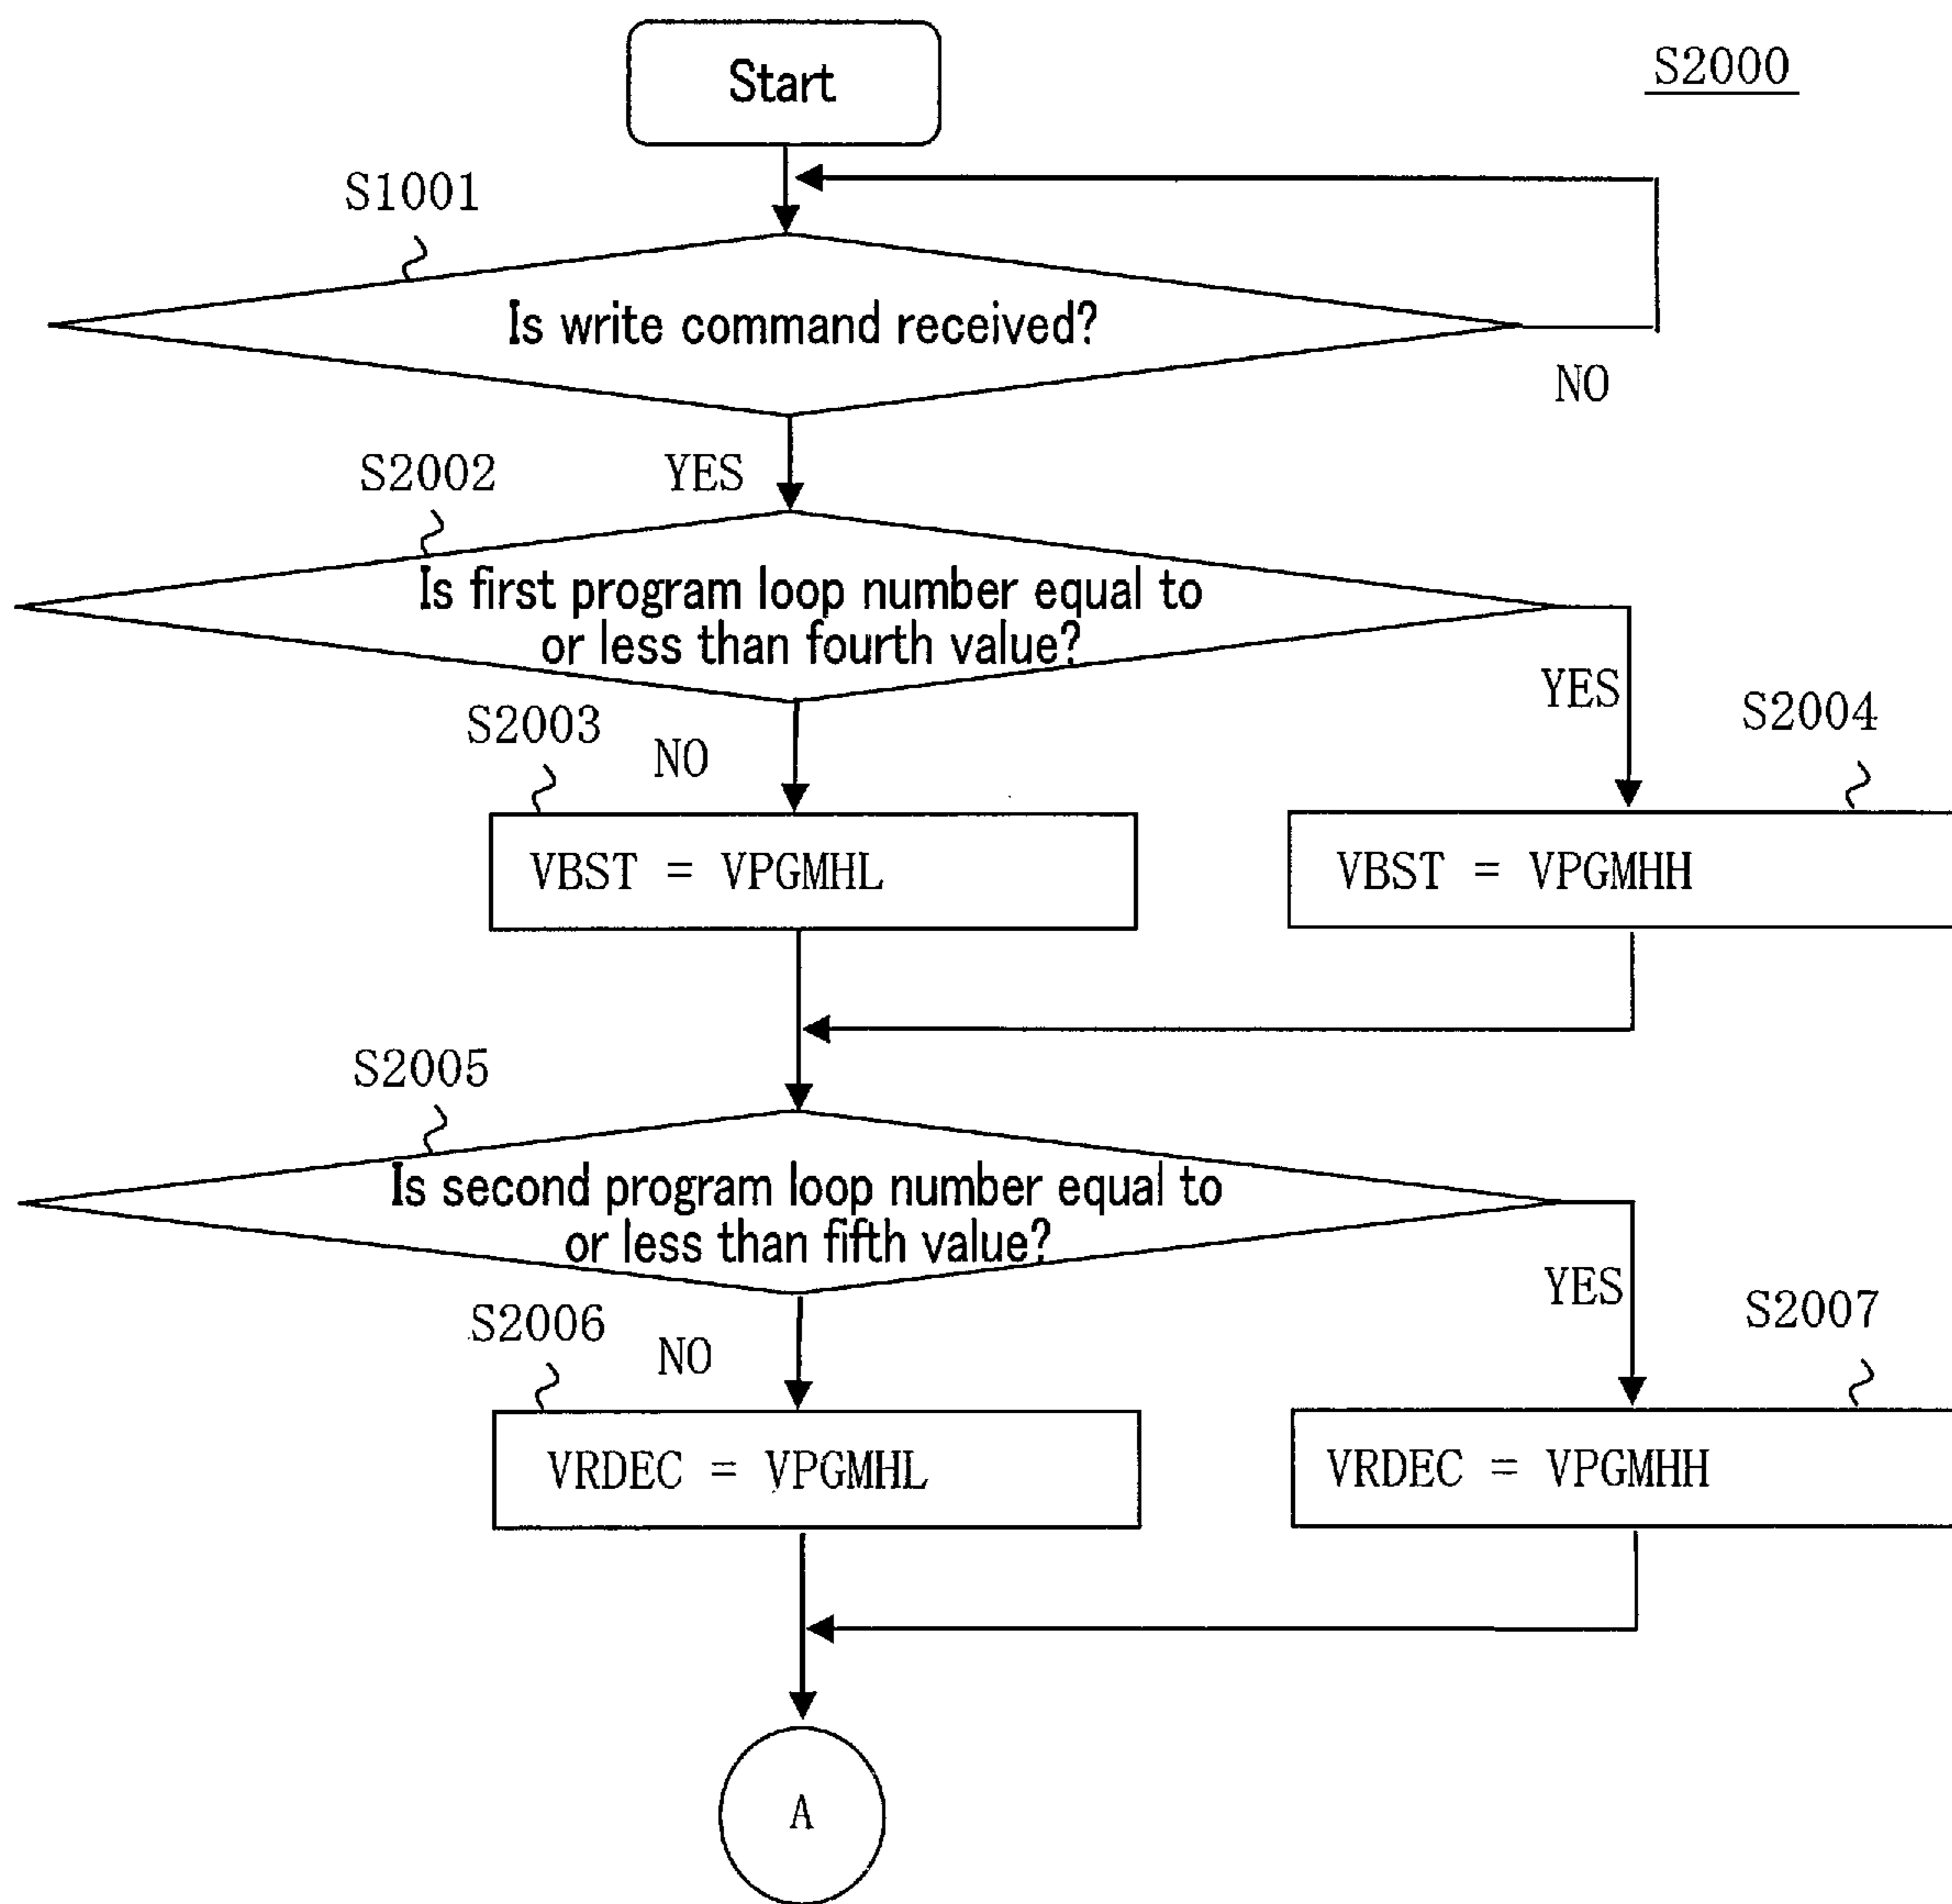 Start
S2000
S1001
Is write command received?
NO
S2002
YES
Is first program loop number equal to
or less than fourth value?
YES
S2003
NO
S2004
VBST = VPGMHL
VBST = VPGMHH
S2005
Is second program loop number equal to
or less than fifth value?
YES
S2006
NO
S2007
VRDEC = VPGMHL
VRDEC = VPGMHH
A